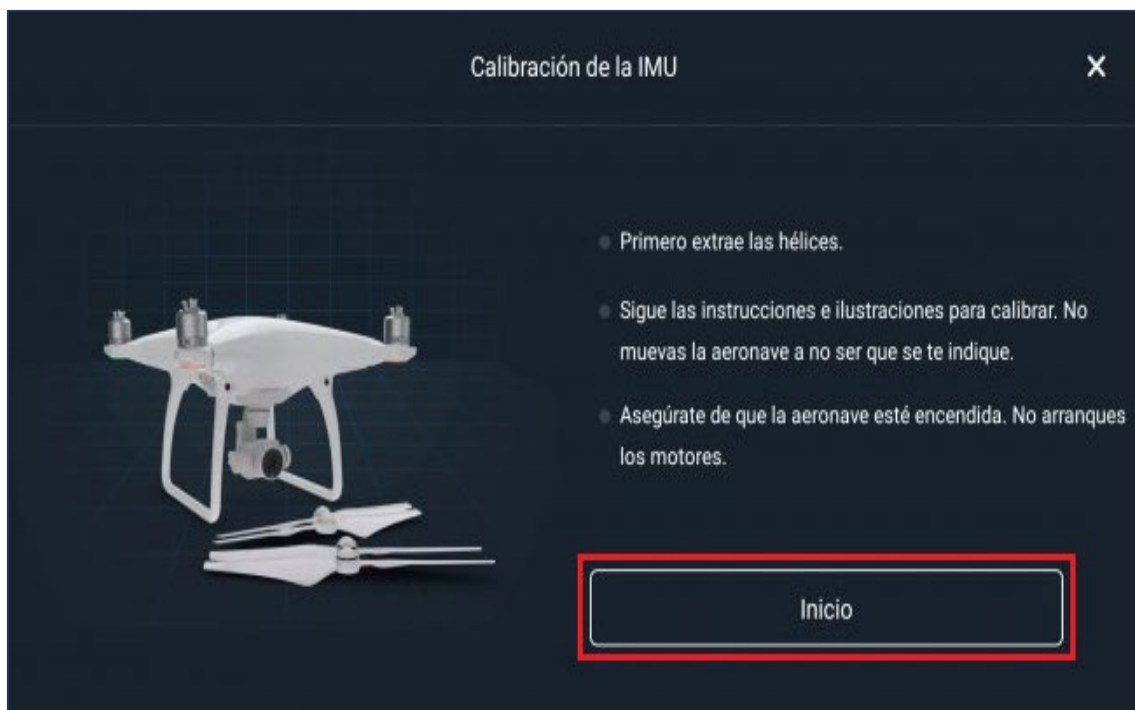 Calibración de la IMU
Primero extrae las hélices.
Sigue las instrucciones e ilustraciones para calibrar. No
muevas la aeronave a no ser que se te indique.
Asegúrate de que la aeronave esté encendida. No arranques
los motores.
Inicio